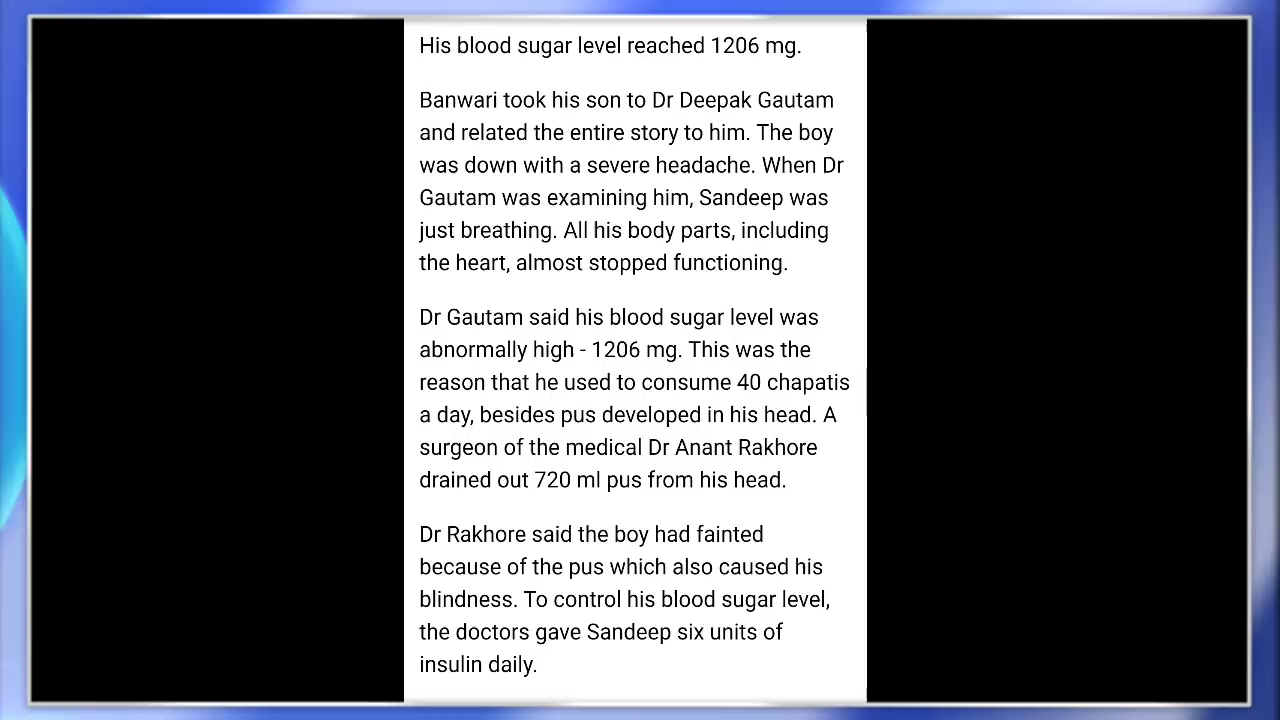 His blood sugar level reached 1206 mg.
Banwari took his son to Dr Deepak Gautam
and related the entire story to him. The boy
was down with a severe headache. When Dr
Gautam was examining him, Sandeep was
just breathing. All his body parts, including
the heart, almost stopped functioning.
Dr Gautam said his blood sugar level was
abnormally high - 1206 mg. This was the
reason that he used to consume 40 chapatis
a day, besides pus developed in his head. A
surgeon of the medical Dr Anant Rakhore
drained out 720 ml pus from his head.
Dr Rakhore said the boy had fainted
because of the pus which also caused his
blindness. To control his blood sugar level,
the doctors gave Sandeep six units of
insulin daily.